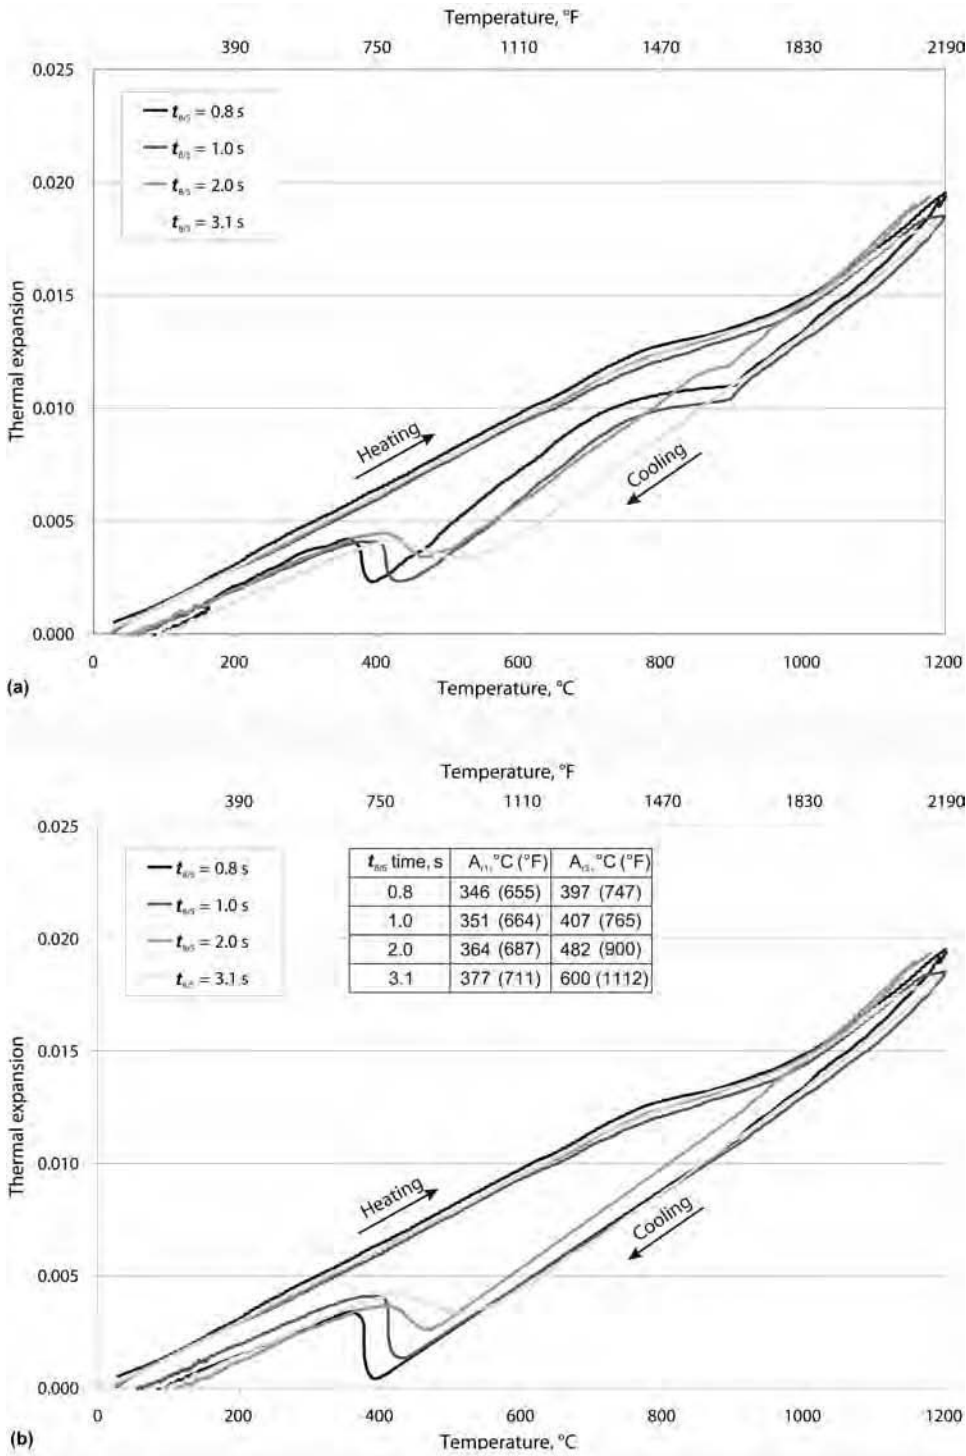 Temperature, °F
390 750 1110 1470 1830 2190
0.025
t8/5 = 0.8 s
t8/5 = 1.0 s
0.020
t8/5 = 2.0 s
t8/5 = 3.1 s
0.015
Thermal expansion
0.010
Heating
Cooling
0.005
0.000
0 200 400 600 800 1000 1200
(a)
Temperature, °C
Temperature, °F
390 750 1110 1470 1830 2190
0.025
t8/5 = 0.8 s
t8/5 = 1.0 s
t8/5 = 2.0 s
t8/5 = 3.1 s
t8/5 time, s Ar1, °C (°F) Ar3, °C (°F)
0.8 346 (655) 397 (747)
1.0 351 (664) 407 (765)
2.0 364 (687) 482 (900)
3.1 377 (711) 600 (1112)
0.020
0.015
Thermal expansion
0.010
Heating
Cooling
0.005
0.000
0 200 400 600 800 1000 1200
(b)
Temperature, °C